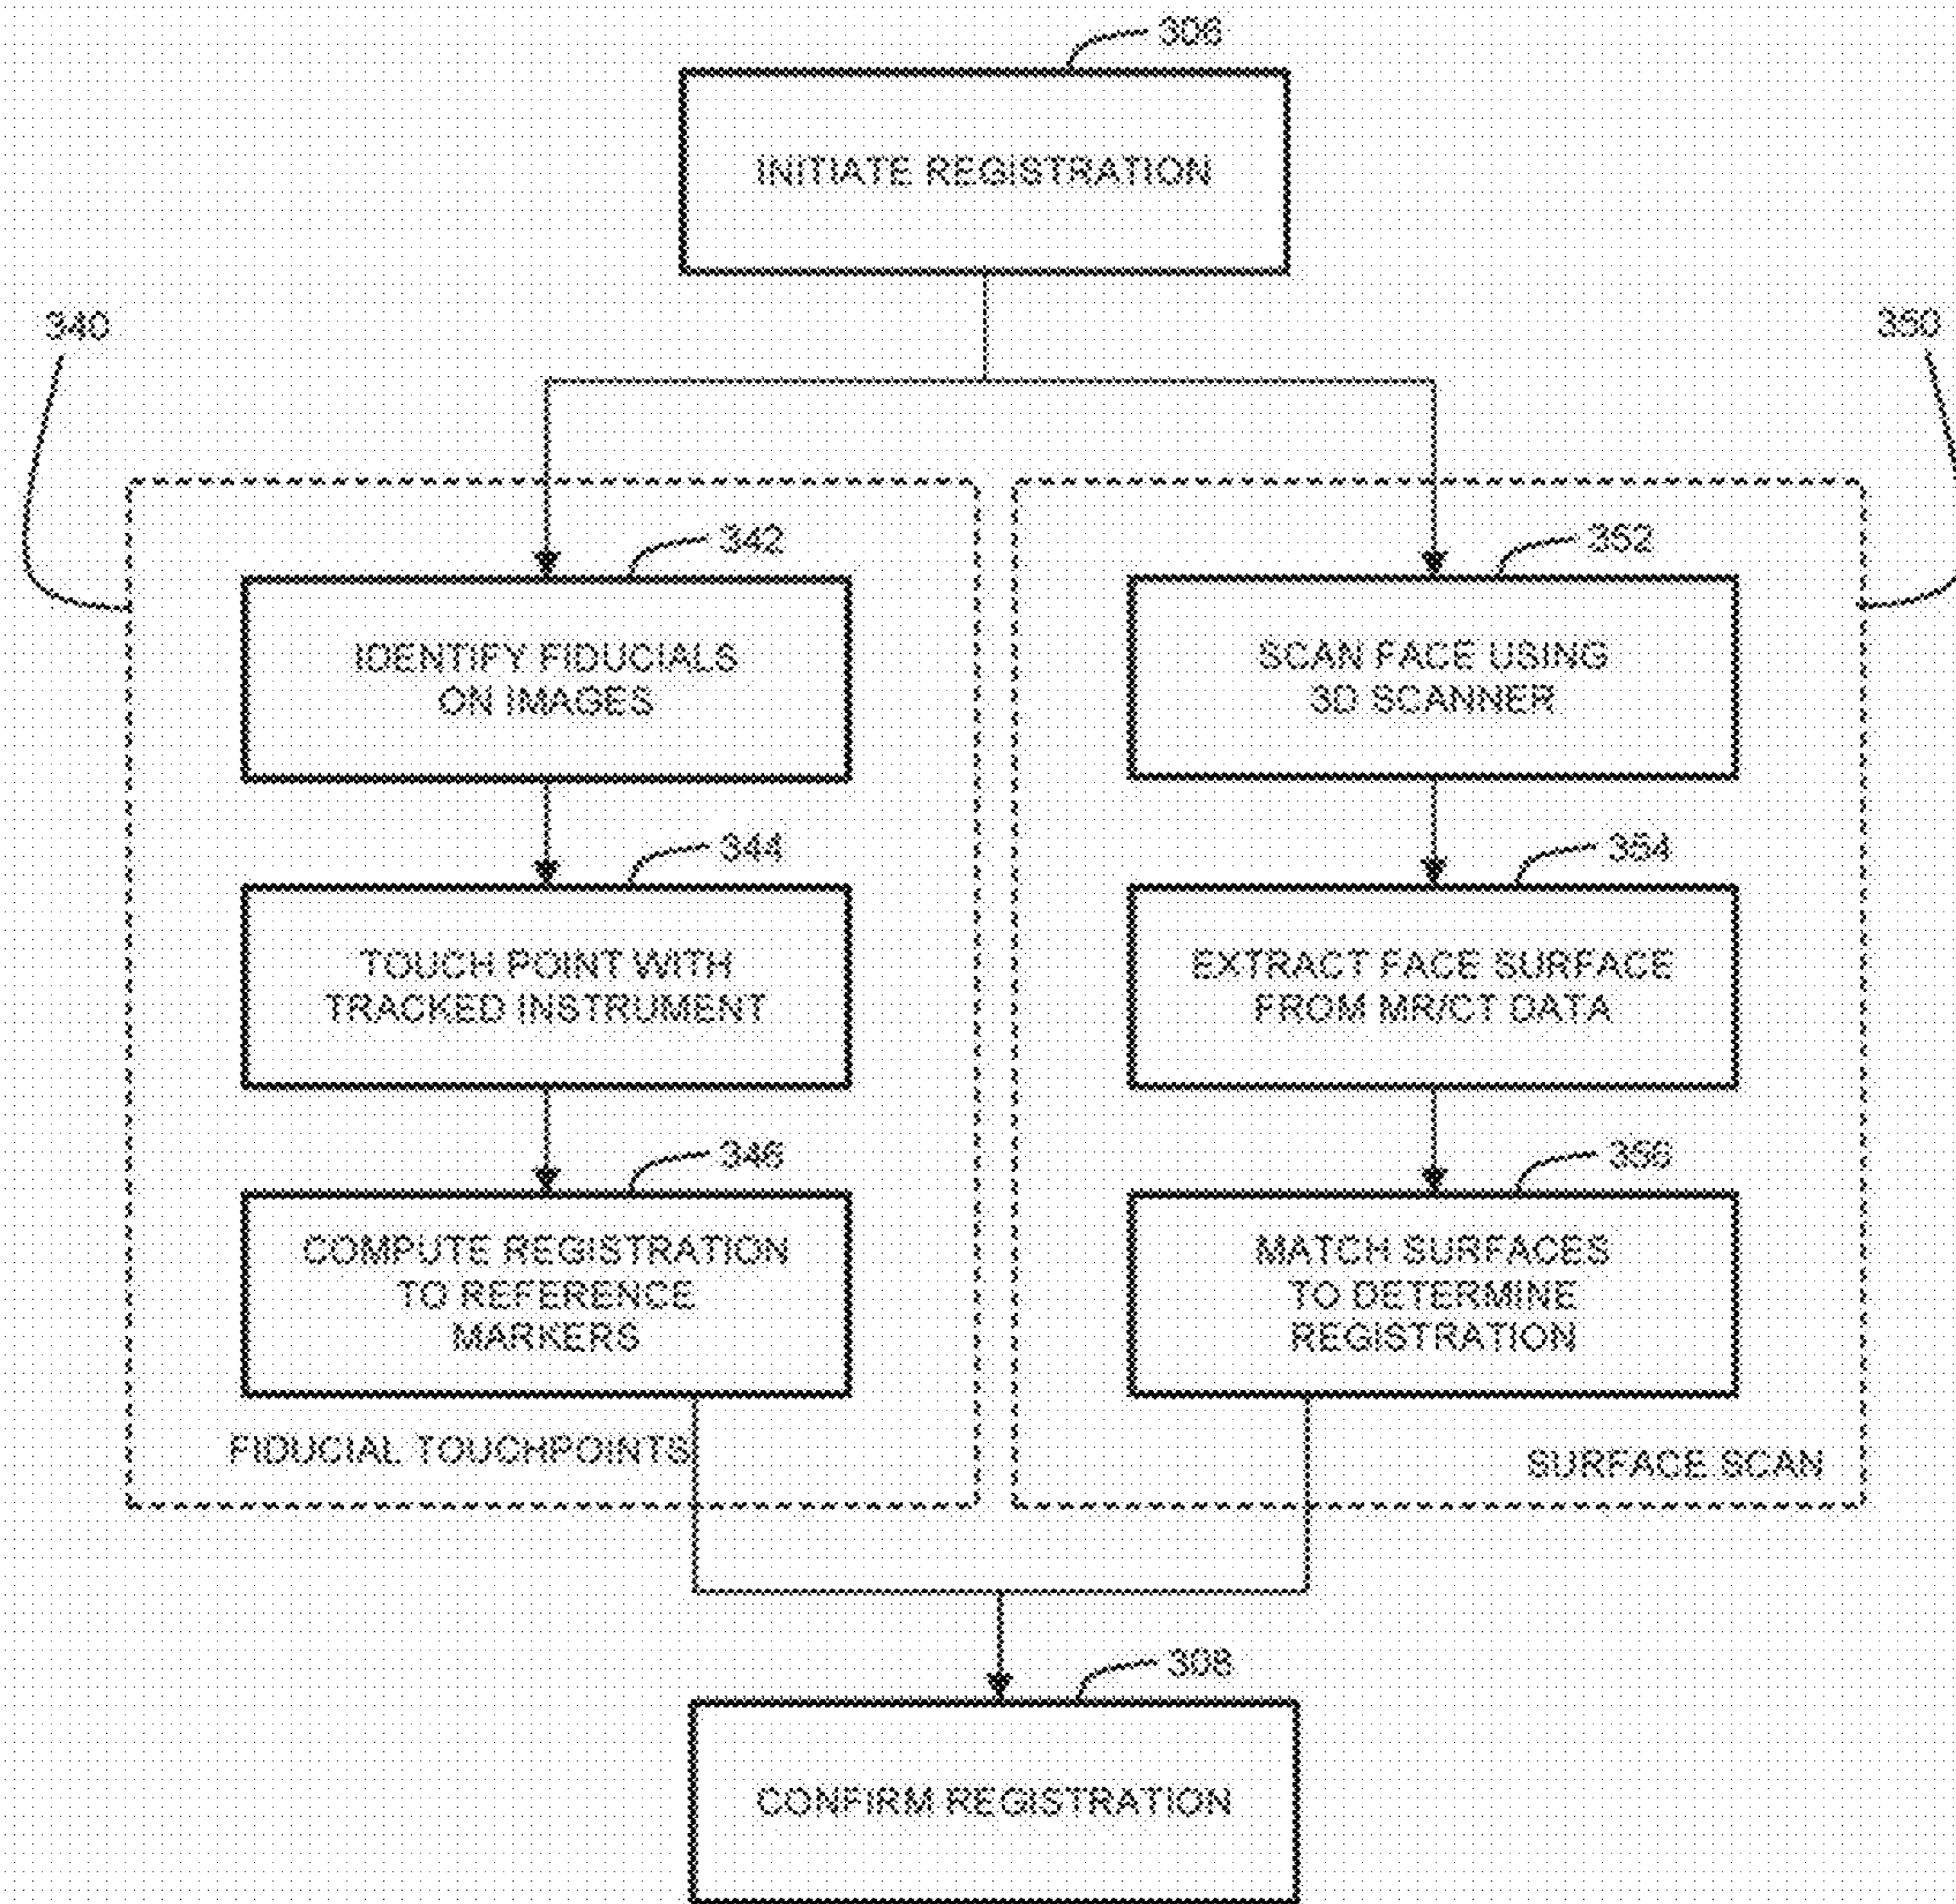 306
INITIATE REGISTRATION
340
350
342
IDENTIFY FIDUCIALS
ON IMAGES
344
TOUCH POINT WITH
TRACKED INSTRUMENT
346
COMPUTE REGISTRATION
TO REFERENCE
MARKERS
FIDUCIAL TOUCHPOINTS
352
SCAN FACE USING
3D SCANNER
354
EXTRACT FACE SURFACE
FROM MR/CT DATA
356
MATCH SURFACES
TO DETERMINE
REGISTRATION
SURFACE SCAN
308
CONFIRM REGISTRATION